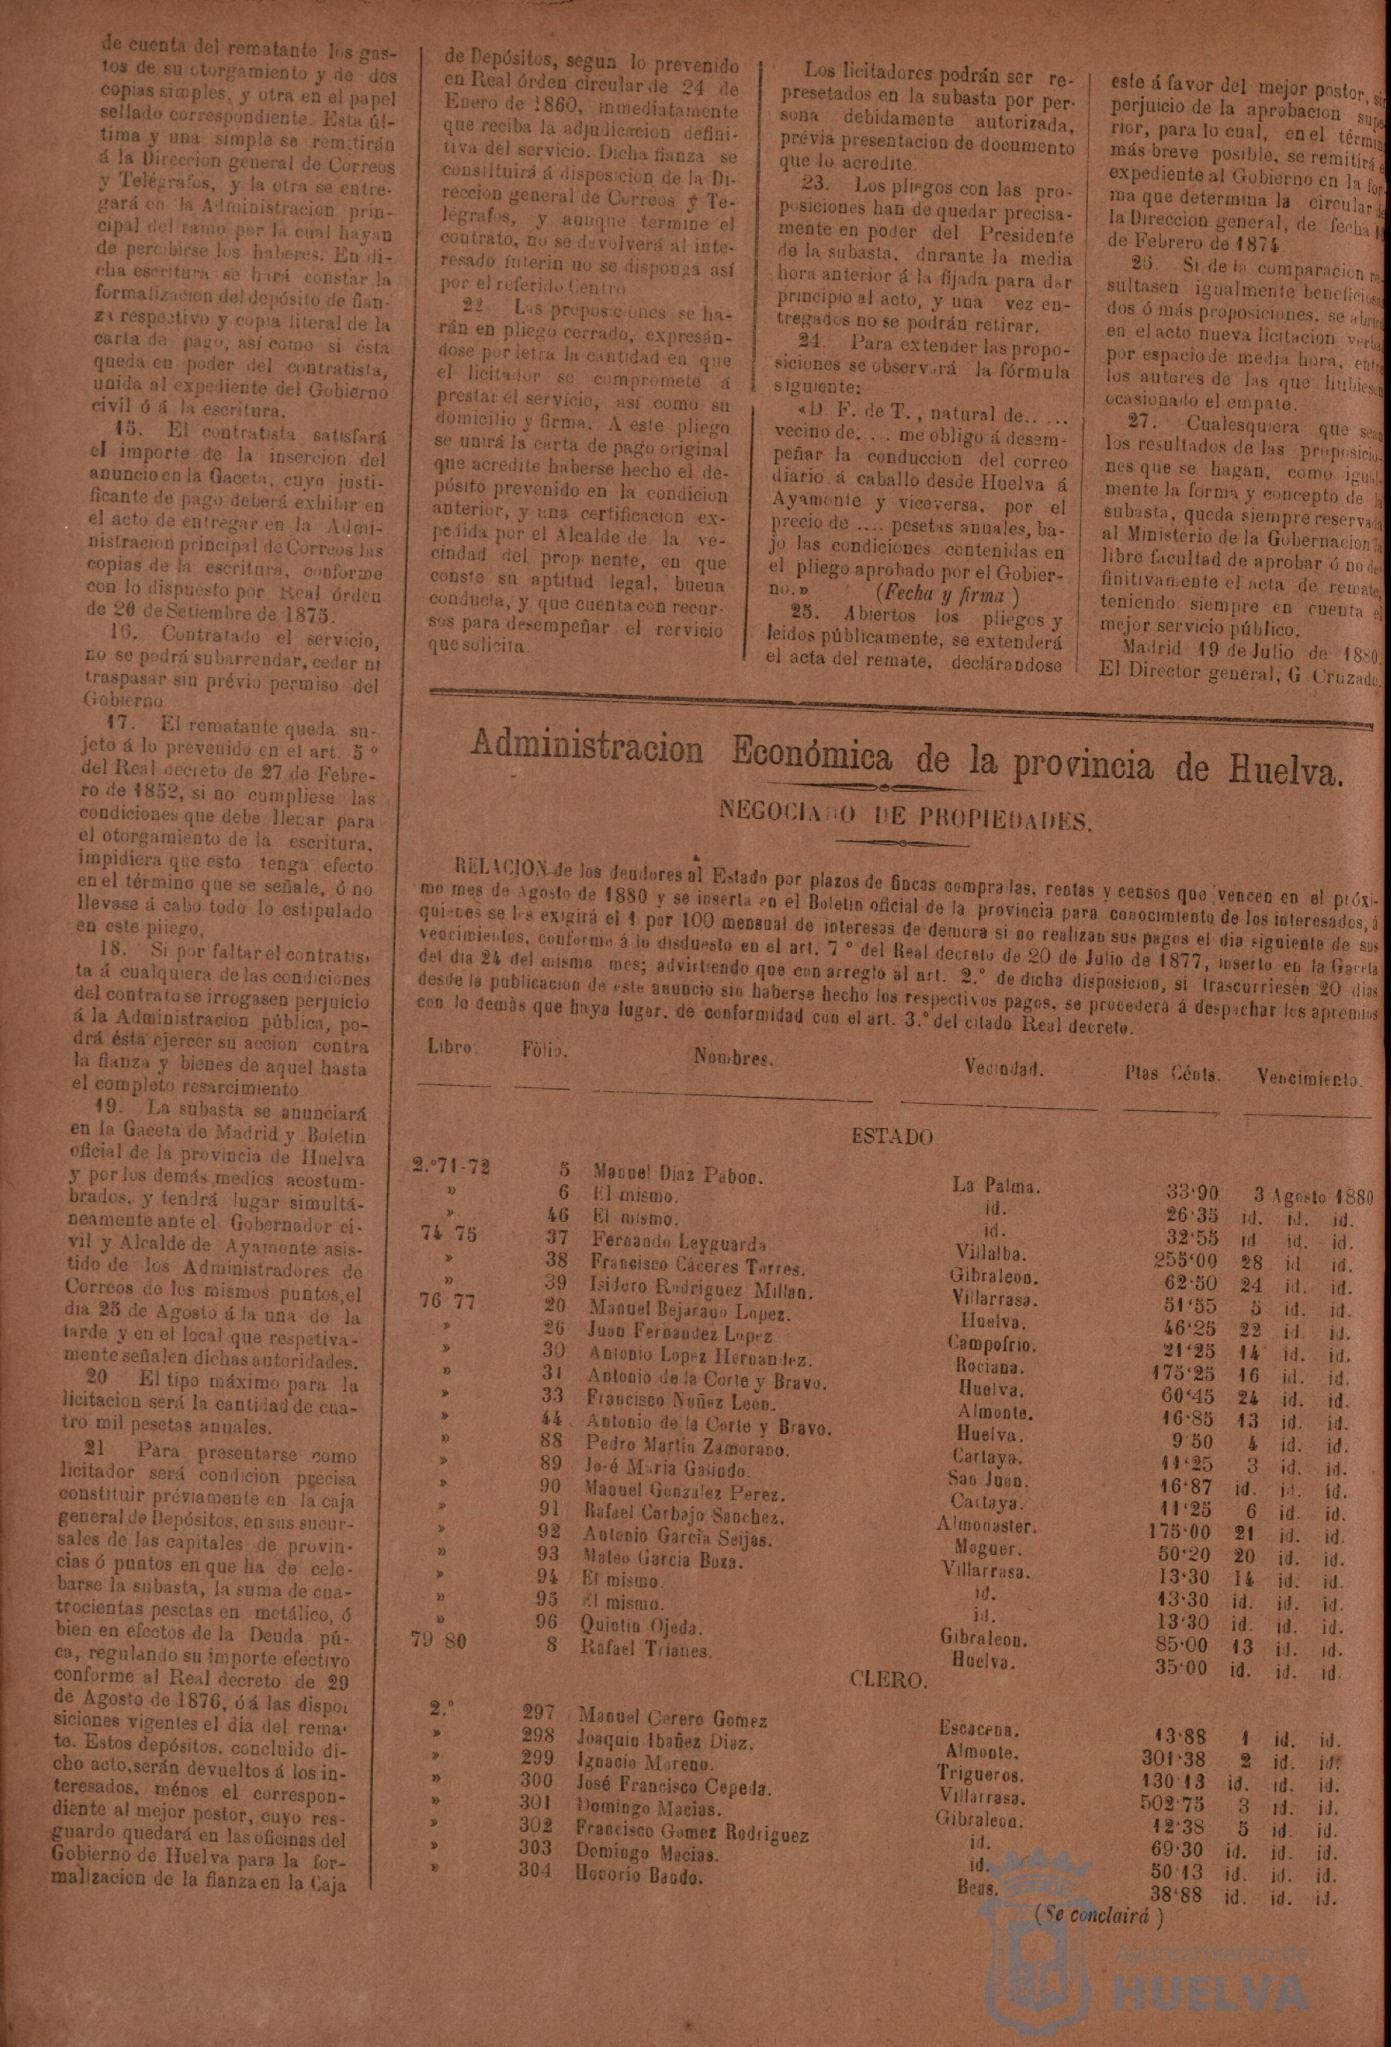 de cuenta del rematante los gas-
tos de su otorgamiento y de dos
copias simples, y otra en el papel
sellado correspondiente. Esta úl-
tima y una simple se remitirán
á la Direccion general de Correos
y Telégrafos, y la otra se entre-
gará en la Administracion prin-
cipal del ramo por la cual hayan
de percibirse los haberes. En di-
cha escritura se hará constar la
formalizacion del depósito de fian-
za respectivo y copia literal de la
carta de pago, así como si ésta
queda en poder del contratista,
unida al expediente del Gobierno
civil ó á la escritura.
15. El contratista satisfará
el importe de la insercion del
anuncio en la Gaceta, cuyo justi-
ficante de pago deberá exhibir en
el acto de entregar en la Admi-
nistracion principal de Correos las
copias de la escritura, conforme
con lo dispuesto por Real órden
de 20 de Setiembre de 1875.
16. Contratado el servicio,
no se podrá subarrendar, ceder ni
traspasar sin prévio permiso del
Gobierno
17. El rematante queda su-
jeto á lo prevenido en el art. 5 º
del Real decreto de 27 de Febre-
ro de 1852, si no cumpliese las
condiciones que debe llenar para
el otorgamiento de la escritura,
impidiera que esto tenga efecto
en el término que se señale, ó no
llevase á cabo todo lo estipulado
en este pliego,
18. Si por faltar el contratis-
ta á cualquiera de las condiciones
del contrato se irrogasen perjuicio
á la Administracion pública, po-
drá ésta ejercer su accion contra
la fianza y bienes de aquel hasta
el completo resarcimiento
19. La subasta se anunciará
en la Gaceta de Madrid y Boletin
oficial de la provincia de Huelva
y por los demás medios acostum-
brados, y tendrá lugar simultá-
neamente ante el Gobernador ci-
vil y Alcalde de Ayamonte asis-
tido de los Administradores de
Correos de los mismos puntos, el
dia 25 de Agosto á la una de la
tarde y en el local que respetiva-
mente señalen dichas autoridades.
20 El tipo máximo para la
licitacion será la cantidad de cua-
tro mil pesetas anuales.
21 Para presentarse como
licitador será condicion precisa
constituir préviamente en la caja
general de Depósitos, en sus sucur-
sales de las capitales de provin-
cias ó puntos en que ha de cele-
barse la subasta, la suma de cua-
trocientas pesetas en metálico, ó
bien en efectos de la Deuda pú-
ca, regulando su importe efectivo
conforme al Real decreto de 29
de Agosto de 1876, ó á las dispo-
siciones vigentes el dia del rema-
te. Estos depósitos, concluido di-
cho acto, serán devueltos á los in-
teresados, ménos el correspon-
diente al mejor postor, cuyo res-
guardo quedará en las oficinas del
Gobierno de Huelva para la for-
malizacion de la fianza en la Caja
de Depósitos, segun lo prevenido
en Real órden circular de 24 de
Enero de 1860, inmediatamente
que reciba la adjudicacion defini-
tiva del servicio. Dicha fianza se
consiltuirá á disposicion de la Di-
reccion general de Correos y Te-
légrafos, y aunque termine el
contrato, no se devolverá al inte-
resado ínterin no se disponga así
por el referido Centro
22 Las proposiciones se ha-
rán en pliego cerrado, expresán-
dose por letra la cantidad en que
el licitador se compromete á
prestar el servicio, así como su
domicilio y firma. A este pliego
se unirá la carta de pago original
que acredite haberse hecho el de-
pósito prevenido en la condicion
anterior, y una certificacion ex-
pedida por el Alcalde de la ve-
cindad del prop nente, en que
conste su aptitud legal, buena
conducla, y que cuenta con recur-
sos para desempeñar el rervicio
que solicita.
Los licitadores podrán ser re-
presetados en la subasta por per-
sona debidamente autorizada,
prévia presentacion de documento
que lo acredite.
23. Los pliegos con las pro-
posiciones han de quedar precisa-
mente en poder del Presidente
de la subasta, dnrante la media
hora anterior á la fijada para dar
principio al acto, y una vez en-
tregados no se podrán retirar.
24. Para extender las propo-
siciones se observará la fórmula
siguiente:
«D F. de T., natural de.. ...
vecino de.. .. me obligo á desem-
peñar la conduccion del correo
diario á caballo desde Huelva á
Ayamonte y viceversa, por el
precio de .... pesetas anuales, ba-
jo las condiciones contenidas en
el pliego aprobado por el Gobier-
no.» (Fecha y firma )
25. Abiertos los pliegos y
leidos públicamente, se extenderá
el acta del remate, declárandose
este á favor del mejor postor, sin
perjuicio de la aprobacion supe
rior, para lo cual, en el términ
más breve posible, se remitirá e
expediente al Gobierno en la for
ma que determina la circular de
la Direccion general, de fecha 10
de Febrero de 1874
26. Si de la comparacion re
sultasen igualmente beneficiosa
dos ó más proposiciones, se abrirá
en el acto nueva licitacion verba
por espacio de media hora, entre
los autores de las que hubiesen
ocasionado el empate.
27. Cualesquiera que sean
los resultados de las proposicio-
nes que se hagan, como igual-
mente la forma y concepto de la
subasta, queda siempre reservada
al Ministerio de la Gobernacion la
libre facultad de aprobar ó no de
finitivamente el acta de remate,
teniendo siempre en cuenta el
mejor servicio público.
Madrid 19 de Julio de 1880
El Director general, G Cruzada.
Administracion Económica de la provincia de Huelva.
NEGOCIADO DE PROPIEDADES.
RELACION de los deudores al Estado por plazos de fincas compradas, rentas y censos que vencen en el próxi-
mo mes de Agosto de 1880 y se inserta en el Boletin oficial de la provincia para conocimiento de los interesados, á
quienes se les exigirá el 1 por 100 mensual de intereses de demora si no realizan sus pagos el dia siguiente de sus
vencimientos, conforme á lo disduesto en el art. 7 º del Real decreto de 20 de Julio de 1877, inserto en la Gaceta
del dia 24 del mismo mes; advirtiendo que con arreglo al art. 2.º de dicha disposicion, si trascurriesen 20 dias
desde la publicacion de este anuncio sin haberse hecho los respectivos pagos, se procederá á despachar los apremios
con lo demàs que haya lugar, de conformidad con el art. 3.º del citado Real decreto.
Libro. Fòlio. Nombres. Vecindad. Ptas Cénts. Vencimiento.
ESTADO
2.º 71-72 5 Manuel Diaz Pabon. La Palma. 33'90 3 Agosto 1880
» 6 El mismo. id. 26'35 id. id. id.
» 46 El mismo. id. 32'55 id id. id.
74 75 37 Fernando Leyguarda Villalba. 255'00 28 id id.
» 38 Francisco Cáceres Torres. Gibraleon. 62'50 24 id. id.
» 39 Isidoro Rodriguez Millan. Villarrasa. 51'55 5 id. id.
76 77 20 Manuel Bejarano Lopez. Huelva. 46'25 22 id id.
» 26 Juan Fernandez Lopez Campofrio. 21'25 14 id. id.
» 30 Antonio Lopez Hernandez. Rociana. 175'25 16 id. id.
» 31 Antonio de la Corte y Bravo. Huelva. 60'45 24 id. id.
» 33 Francisco Nuñez Leon. Almonte. 16'85 13 id. id.
» 44 Antonio de la Corte y Bravo. Huelva. 9 50 4 id. id.
» 88 Pedro Martin Zamorano. Cartaya. 11'25 3 id. id.
» 89 José Maria Galindo. San Juan. 16'87 id. id. id.
» 90 Manuel Gonzalez Perez. Cartaya. 11'25 6 id. id.
» 91 Rafael Carbajo Sanchez. Almonaster. 175'00 21 id. id.
» 92 Antonio Garcia Seijas. Moguer. 50'20 20 id. id.
» 93 Mateo Garcia Boza. Villarrasa. 13'30 14 id. id.
» 94 El mismo. id. 13'30 id. id. id.
» 95 El mismo. id. 13'30 id. id. id.
» 96 Quintin Ojeda. Gibraleon. 85'00 13 id. id.
79 80 8 Rafael Trianes. Huelva. 35'00 id. id. id.
CLERO.
2.º 297 Manuel Cerero Gomez Escacena. 13'88 1 id. id.
» 298 Joaquin Ibañez Diaz. Almonte. 301'38 2 id. id.
» 299 Ignacio Moreno. Trigueros. 130'13 id. id. id.
» 300 José Francisco Cepeda. Villarrasa. 502'75 3 id. id.
» 301 Domingo Macias. Gibraleon. 12'38 5 id. id.
» 302 Francisco Gomez Rodriguez id. 69'30 id. id. id.
» 303 Domingo Macias. id. 50'13 id. id. id.
» 304 Honorio Bando. Beas. 38'88 id. id. id.
(Se conclairá )
Ayuntamiento de
HUELVA